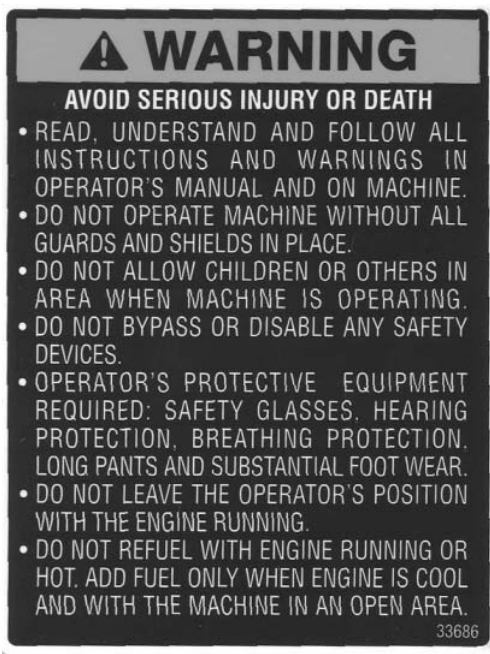 WARNING
AVOID SERIOUS INJURY OR DEATH
• READ, UNDERSTAND AND FOLLOW ALL
INSTRUCTIONS AND WARNINGS IN
OPERATOR'S MANUAL AND ON MACHINE.
• DO NOT OPERATE MACHINE WITHOUT ALL
GUARDS AND SHIELDS IN PLACE.
• DO NOT ALLOW CHILDREN OR OTHERS IN
AREA WHEN MACHINE IS OPERATING.
• DO NOT BYPASS OR DISABLE ANY SAFETY
DEVICES.
• OPERATOR'S PROTECTIVE EQUIPMENT
REQUIRED: SAFETY GLASSES, HEARING
PROTECTION, BREATHING PROTECTION,
LONG PANTS AND SUBSTANTIAL FOOT WEAR.
• DO NOT LEAVE THE OPERATOR'S POSITION
WITH THE ENGINE RUNNING.
• DO NOT REFUEL WITH ENGINE RUNNING OR
HOT. ADD FUEL ONLY WHEN ENGINE IS COOL
AND WITH THE MACHINE IN AN OPEN AREA.
33686